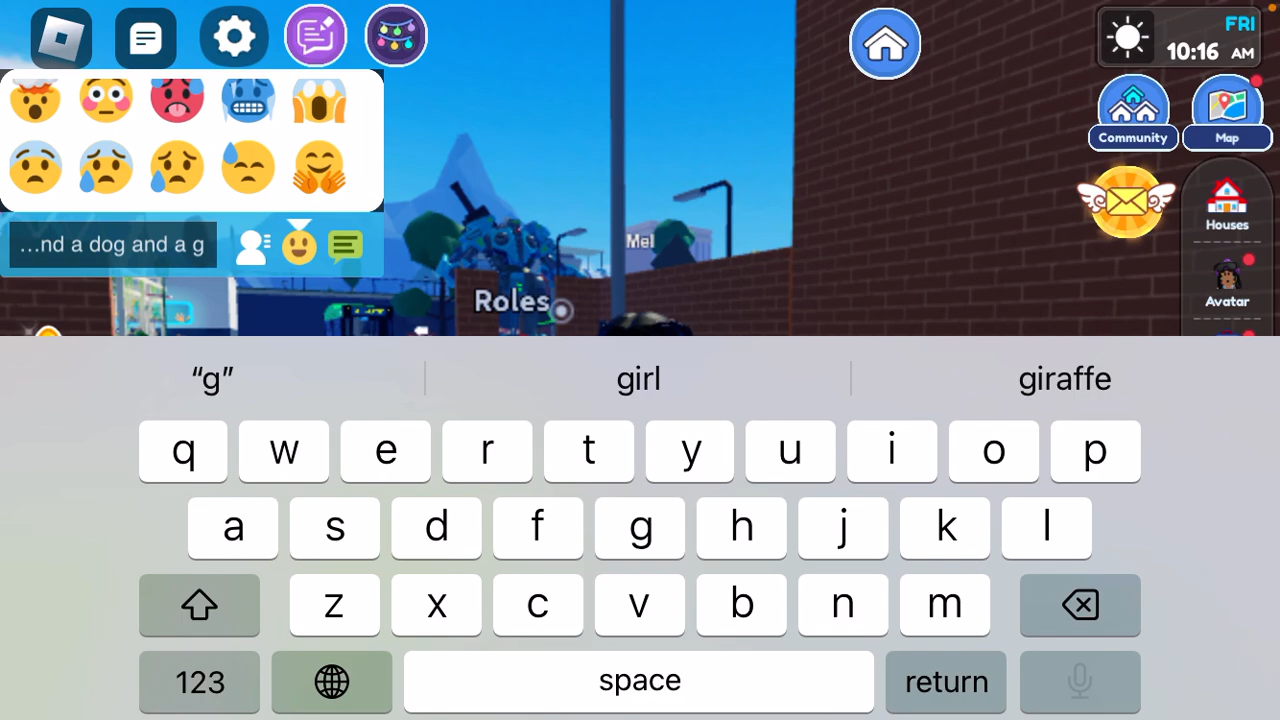 FRI
10:16 AM
Community
Map
...nd a dog and a g
Mel
Houses
Roles
Avatar
“g”
girl
giraffe
q w e r t y u i o p
a s d f g h j k l
z x c v b n m
123
space
return